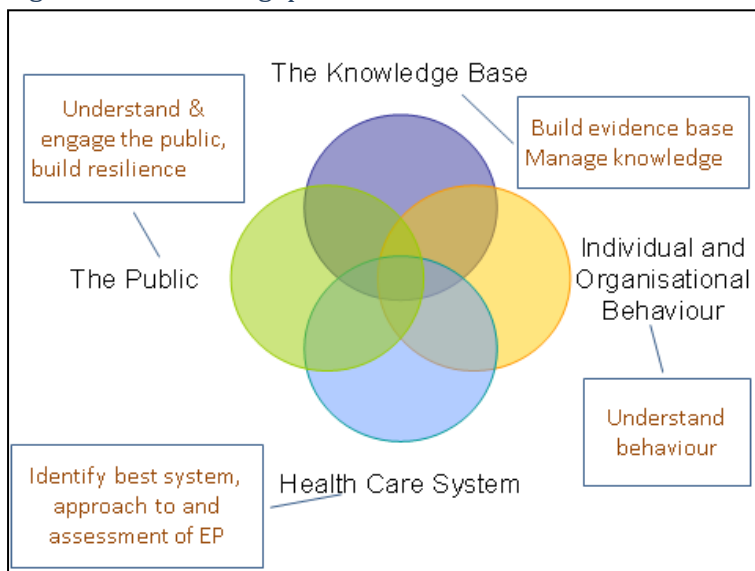 The Knowledge Base
Understand &
engage the public,
build resilience
Build evidence base
Manage knowledge
The Public
Individual and
Organisational
Behaviour
Understand
behaviour
Identify best system,
approach to and
assessment of EP
Health Care System